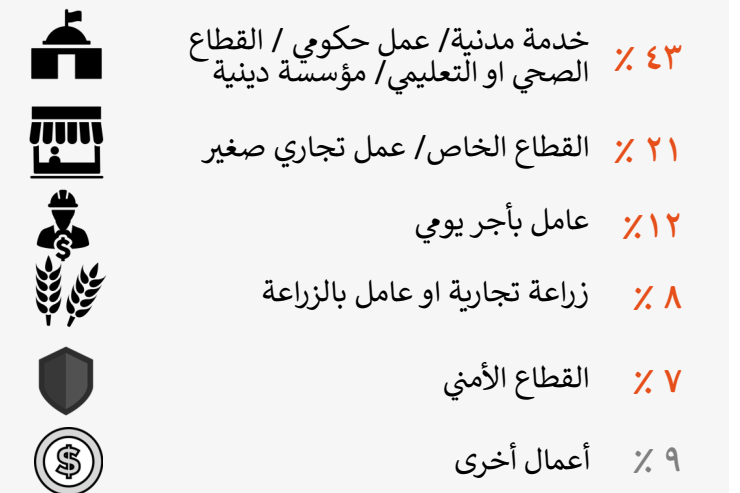 ٤٣ ٪ خدمة مدنية/ عمل حكومي / القطاع
الصحي او التعليمي/ مؤسسة دينية
٢١ ٪ القطاع الخاص/ عمل تجاري صغير
١٢٪ عامل بأجر يومي
٨ ٪ زراعة تجارية او عامل بالزراعة
٧ ٪ القطاع الأمني
٩ ٪ أعمال أخرى